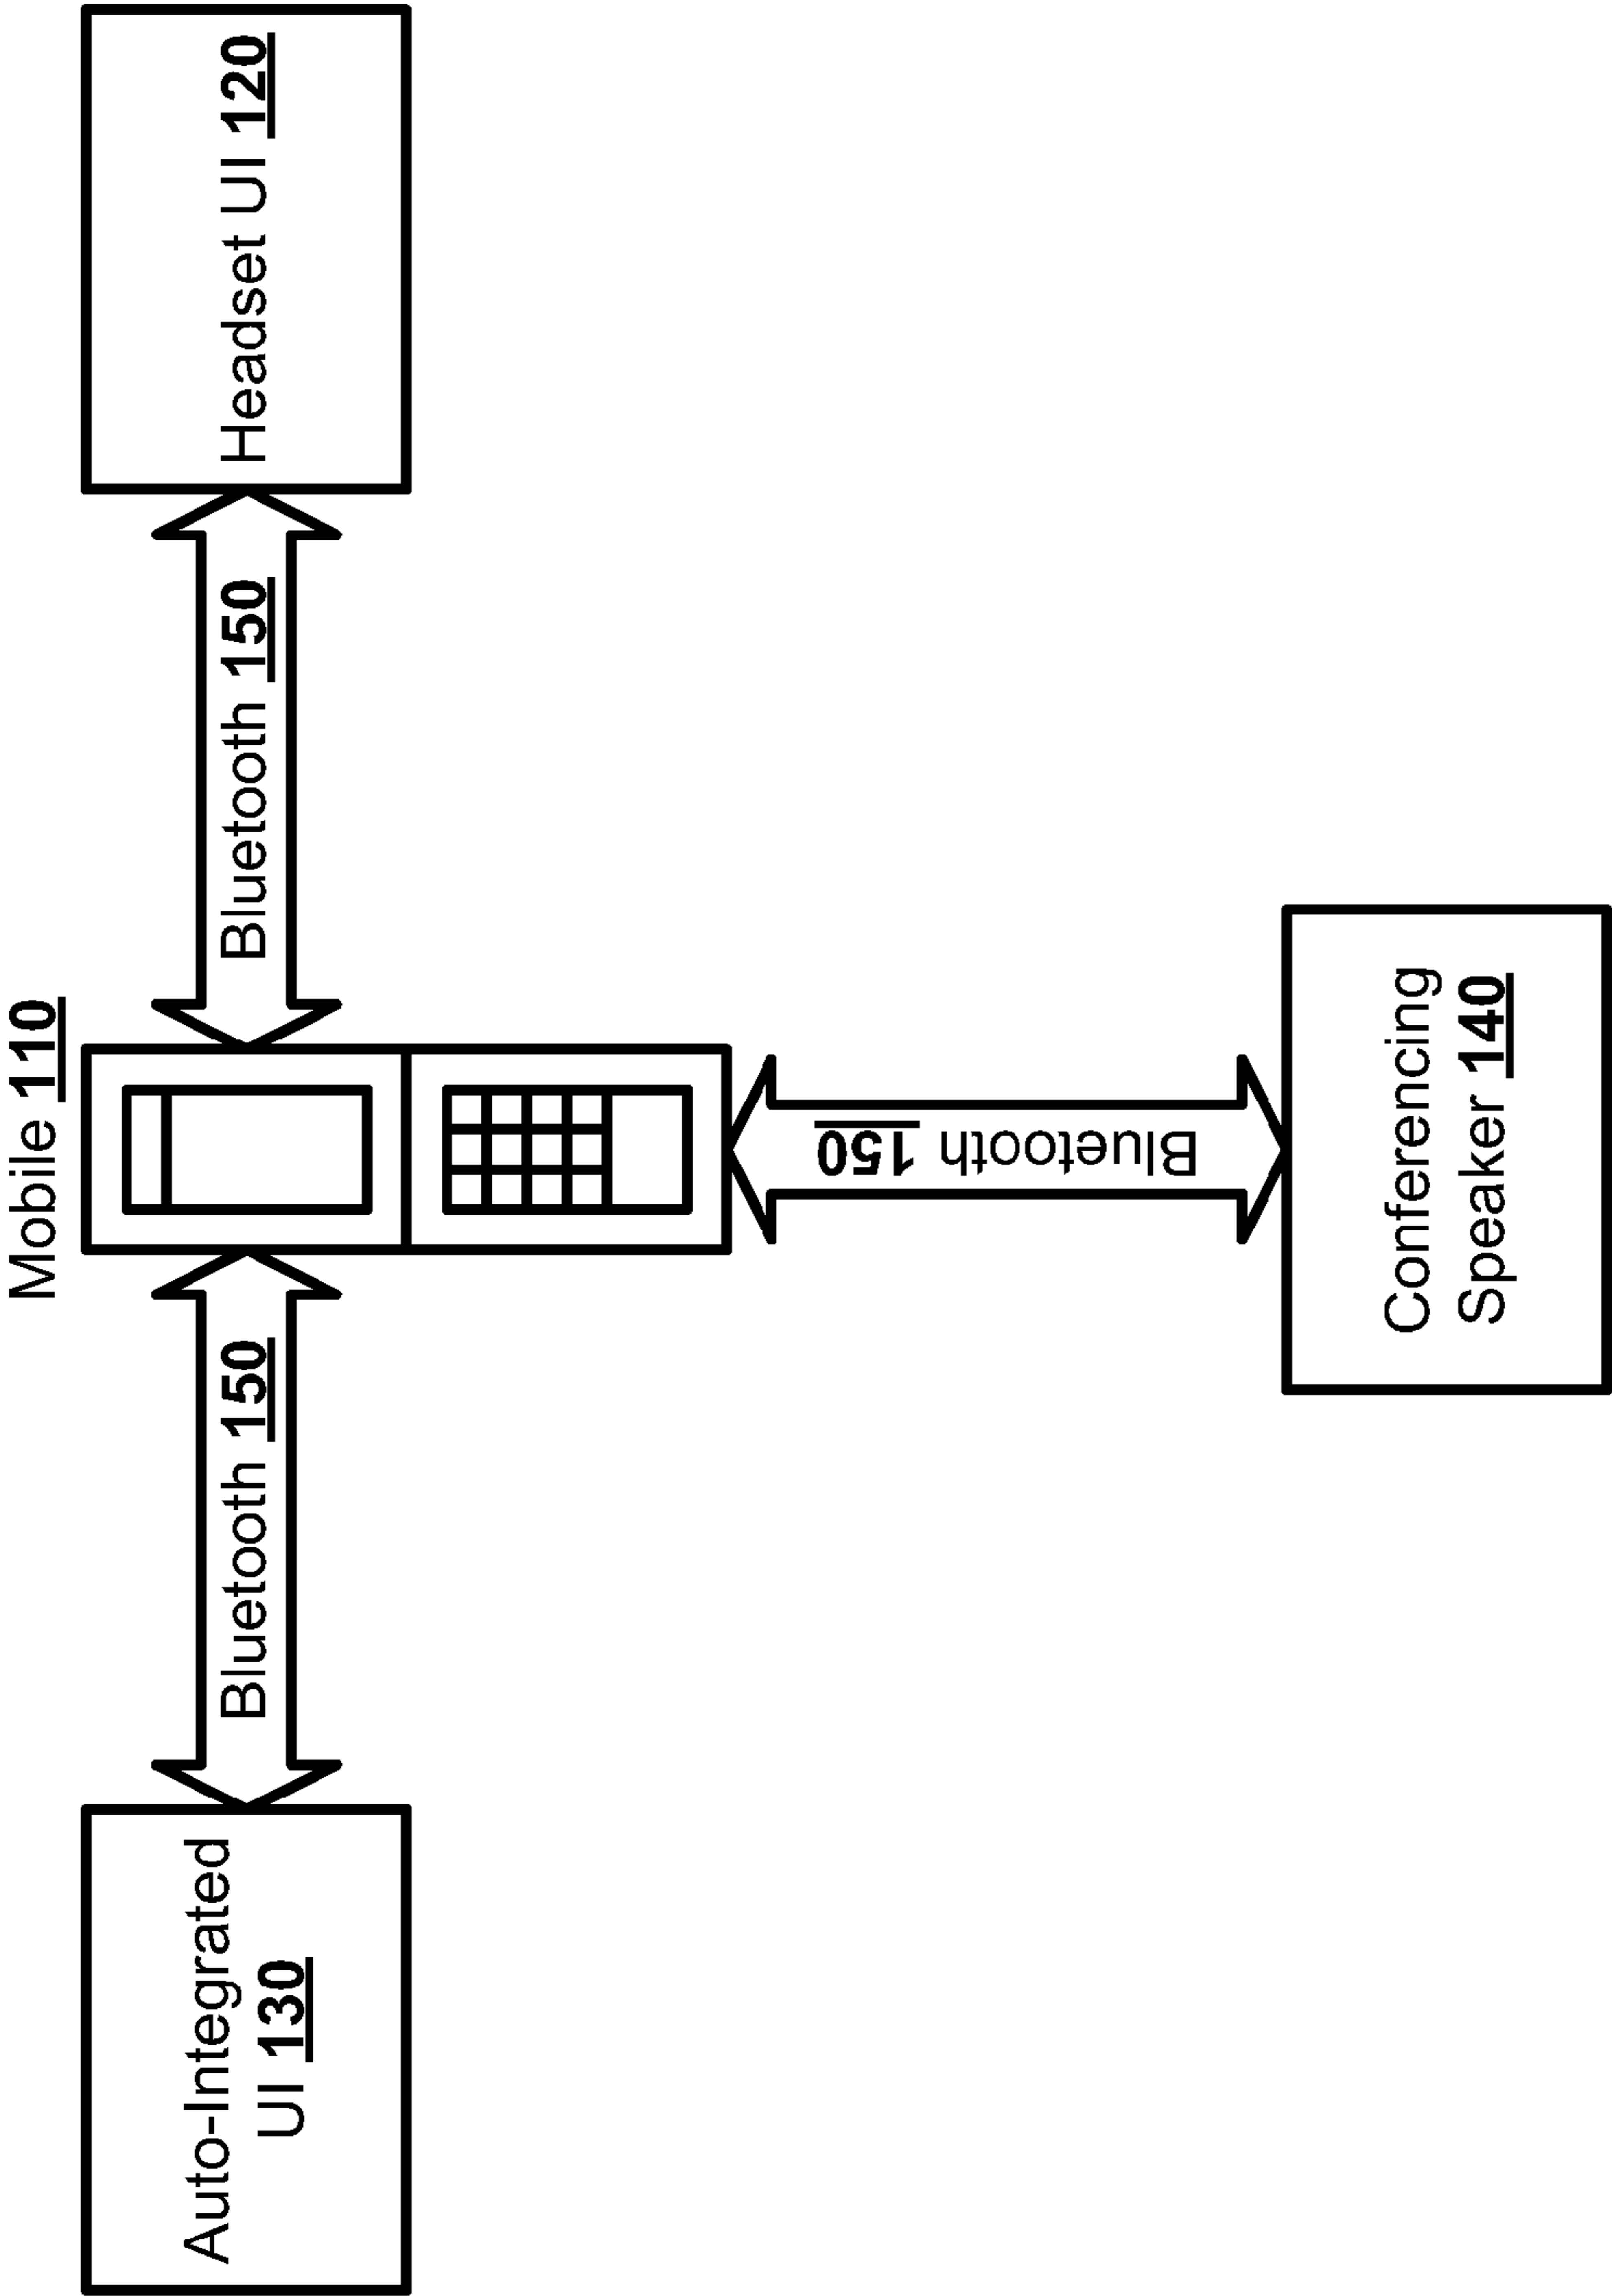 Mobile 110
Auto-Integrated
UI 130
Bluetooth 150
Bluetooth 150
Headset UI 120
Bluetooth 150
Conferencing
Speaker 140